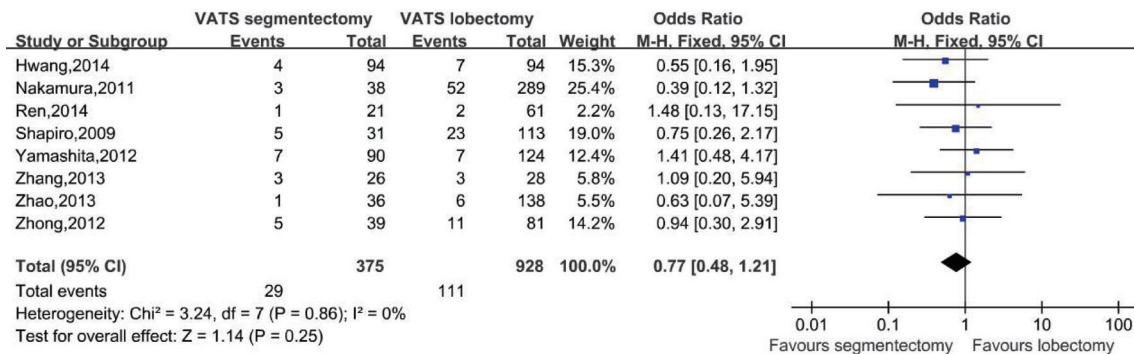 VATS segmentectomy VATS lobectomy Odds Ratio Odds Ratio
Study or Subgroup Events Total Events Total Weight M-H, Fixed, 95% CI M-H, Fixed, 95% CI
Hwang,2014 4 94 7 94 15.3% 0.55 [0.16, 1.95]
Nakamura,2011 3 38 52 289 25.4% 0.39 [0.12, 1.32]
Ren,2014 1 21 2 61 2.2% 1.48 [0.13, 17.15]
Shapiro,2009 5 31 23 113 19.0% 0.75 [0.26, 2.17]
Yamashita,2012 7 90 7 124 12.4% 1.41 [0.48, 4.17]
Zhang,2013 3 26 3 28 5.8% 1.09 [0.20, 5.94]
Zhao,2013 1 36 6 138 5.5% 0.63 [0.07, 5.39]
Zhong,2012 5 39 11 81 14.2% 0.94 [0.30, 2.91]
Total (95% CI) 375 928 100.0% 0.77 [0.48, 1.21]
Total events 29 111
Heterogeneity: Chi² = 3.24, df = 7 (P = 0.86); I² = 0%
Test for overall effect: Z = 1.14 (P = 0.25)
0.01 0.1 1 10 100
Favours segmentectomy Favours lobectomy